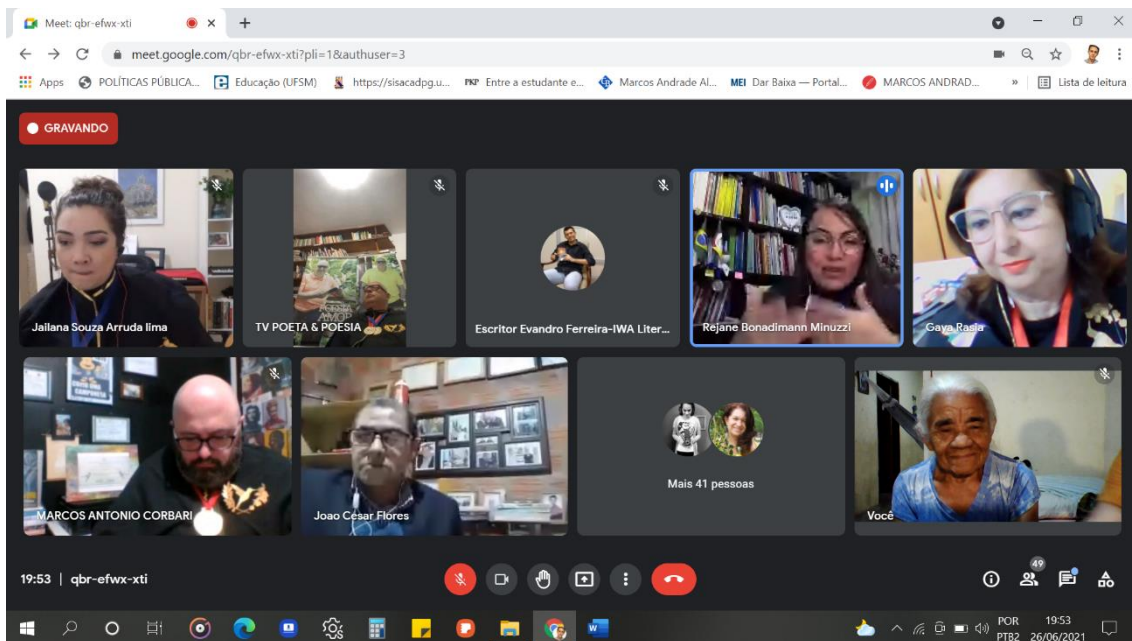 Meet: qbr-efwx-xti
meet.google.com/qbr-efwx-xti?pli=1&authuser=3
Apps
POLÍTICAS PÚBLICA...
Educação (UFSM)
https://sisacadpg.u...
PKP Entre a estudante e...
Marcos Andrade Al...
MEI Dar Baixa — Portal...
MARCOS ANDRAD...
»
Lista de leitura
GRAVANDO
Jailana Souza Arruda lima
TV POETA & POESIA
Escritor Evandro Ferreira-IWA Liter...
Rejane Bonadimann Minuzzi
Gaya Rasia
MARCOS ANTONIO CORBARI
Joao César Flores
Mais 41 pessoas
Você
19:53 | qbr-efwx-xti
49
POR
PTB2
19:53
26/06/2021